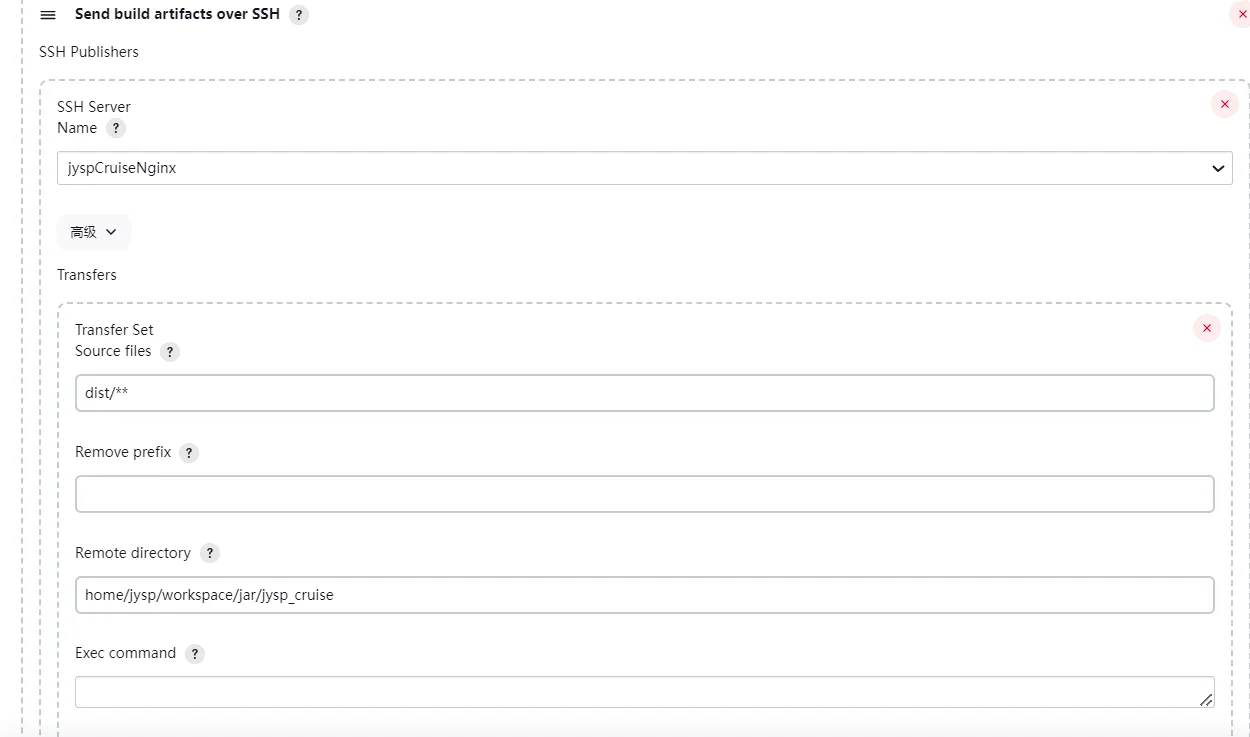 Send build artifacts over SSH ?
SSH Publishers
SSH Server
Name ?
jyspCruiseNginx
高级
Transfers
Transfer Set
Source files ?
dist/**
Remove prefix ?
Remote directory ?
home/jysp/workspace/jar/jysp_cruise
Exec command ?